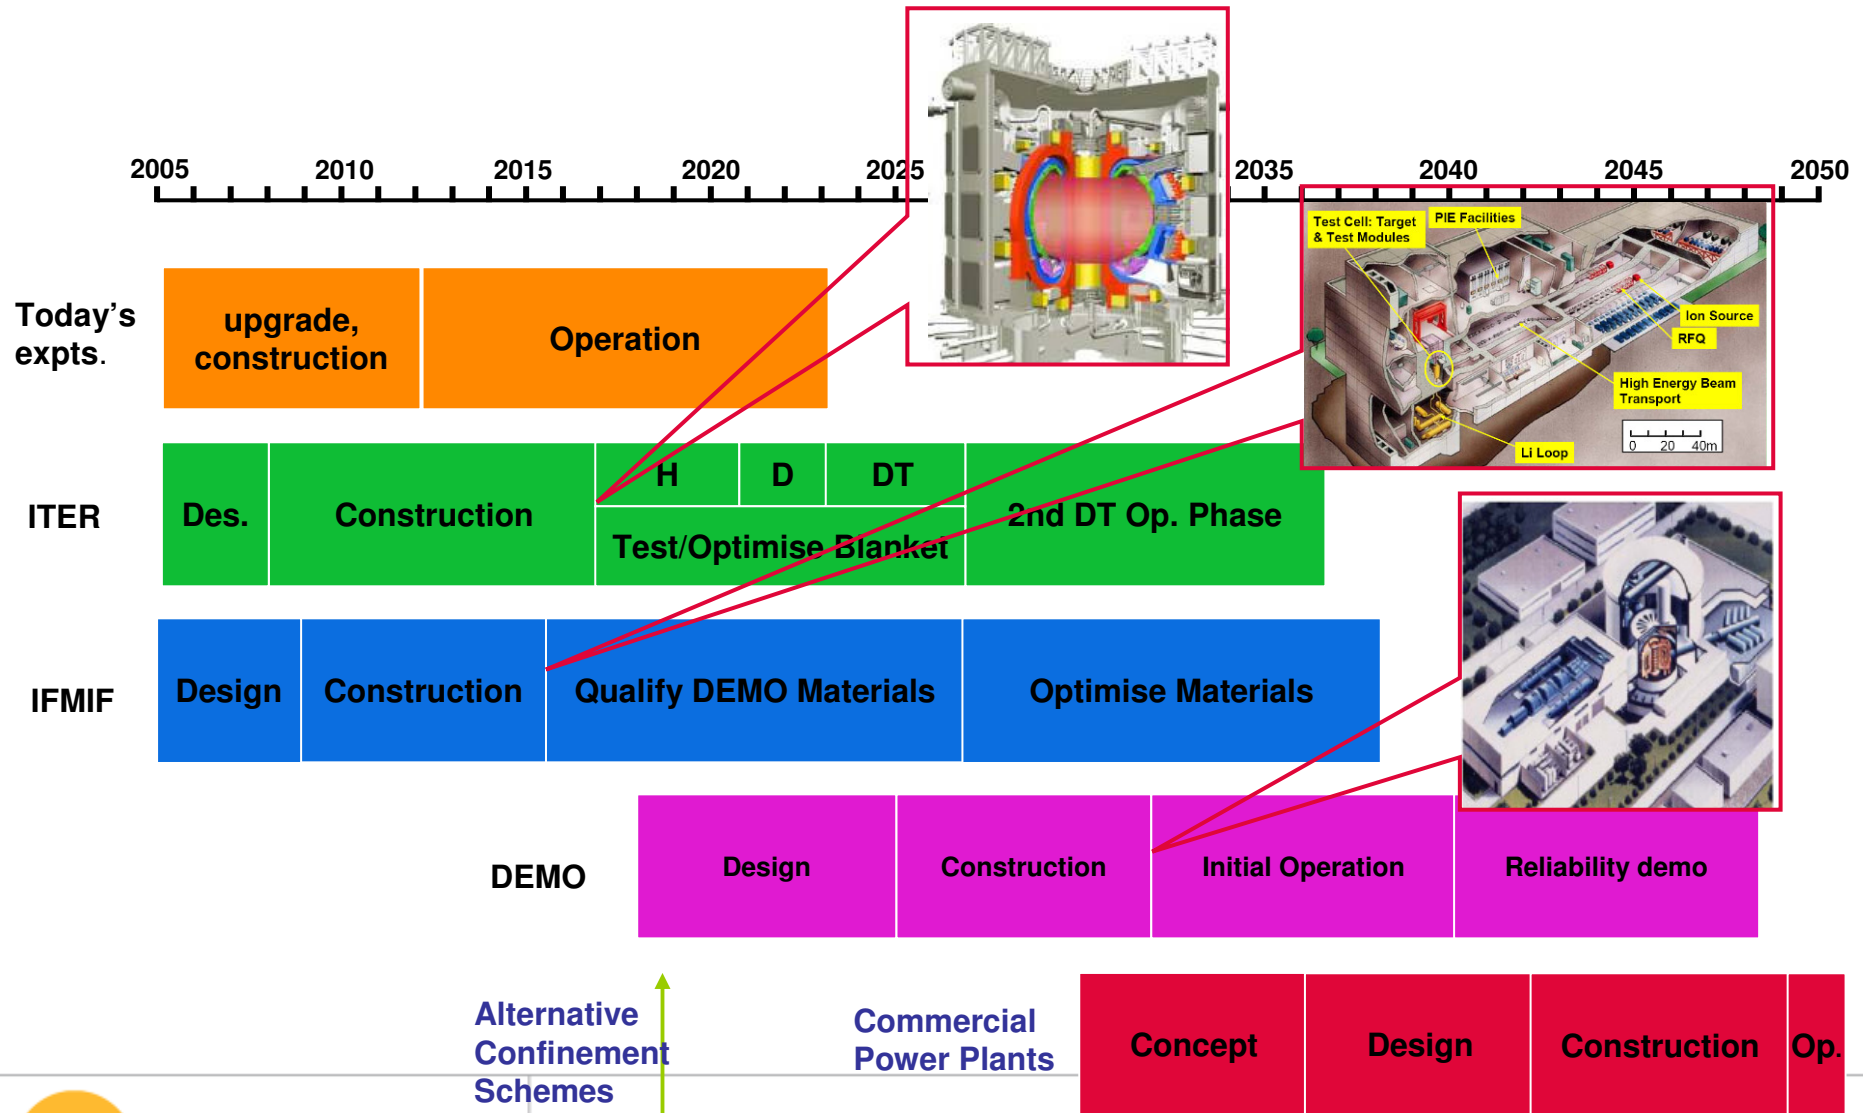 2005 2010 2015 2020 2025 2035 2040 2045 2050
Test Cell: Target
& Test Modules
PIE Facilities
Ion Source
RFQ
High Energy Beam
Transport
0 20 40m
Li Loop
Today's
expts.
upgrade,
construction
Operation
ITER
Des.
Construction
H D DT
Test/Optimise Blanket
2nd DT Op. Phase
IFMIF
Design
Construction
Qualify DEMO Materials
Optimise Materials
DEMO
Design
Construction
Initial Operation
Reliability demo
Alternative
Confinement
Schemes
Commercial
Power Plants
Concept
Design
Construction
Op.